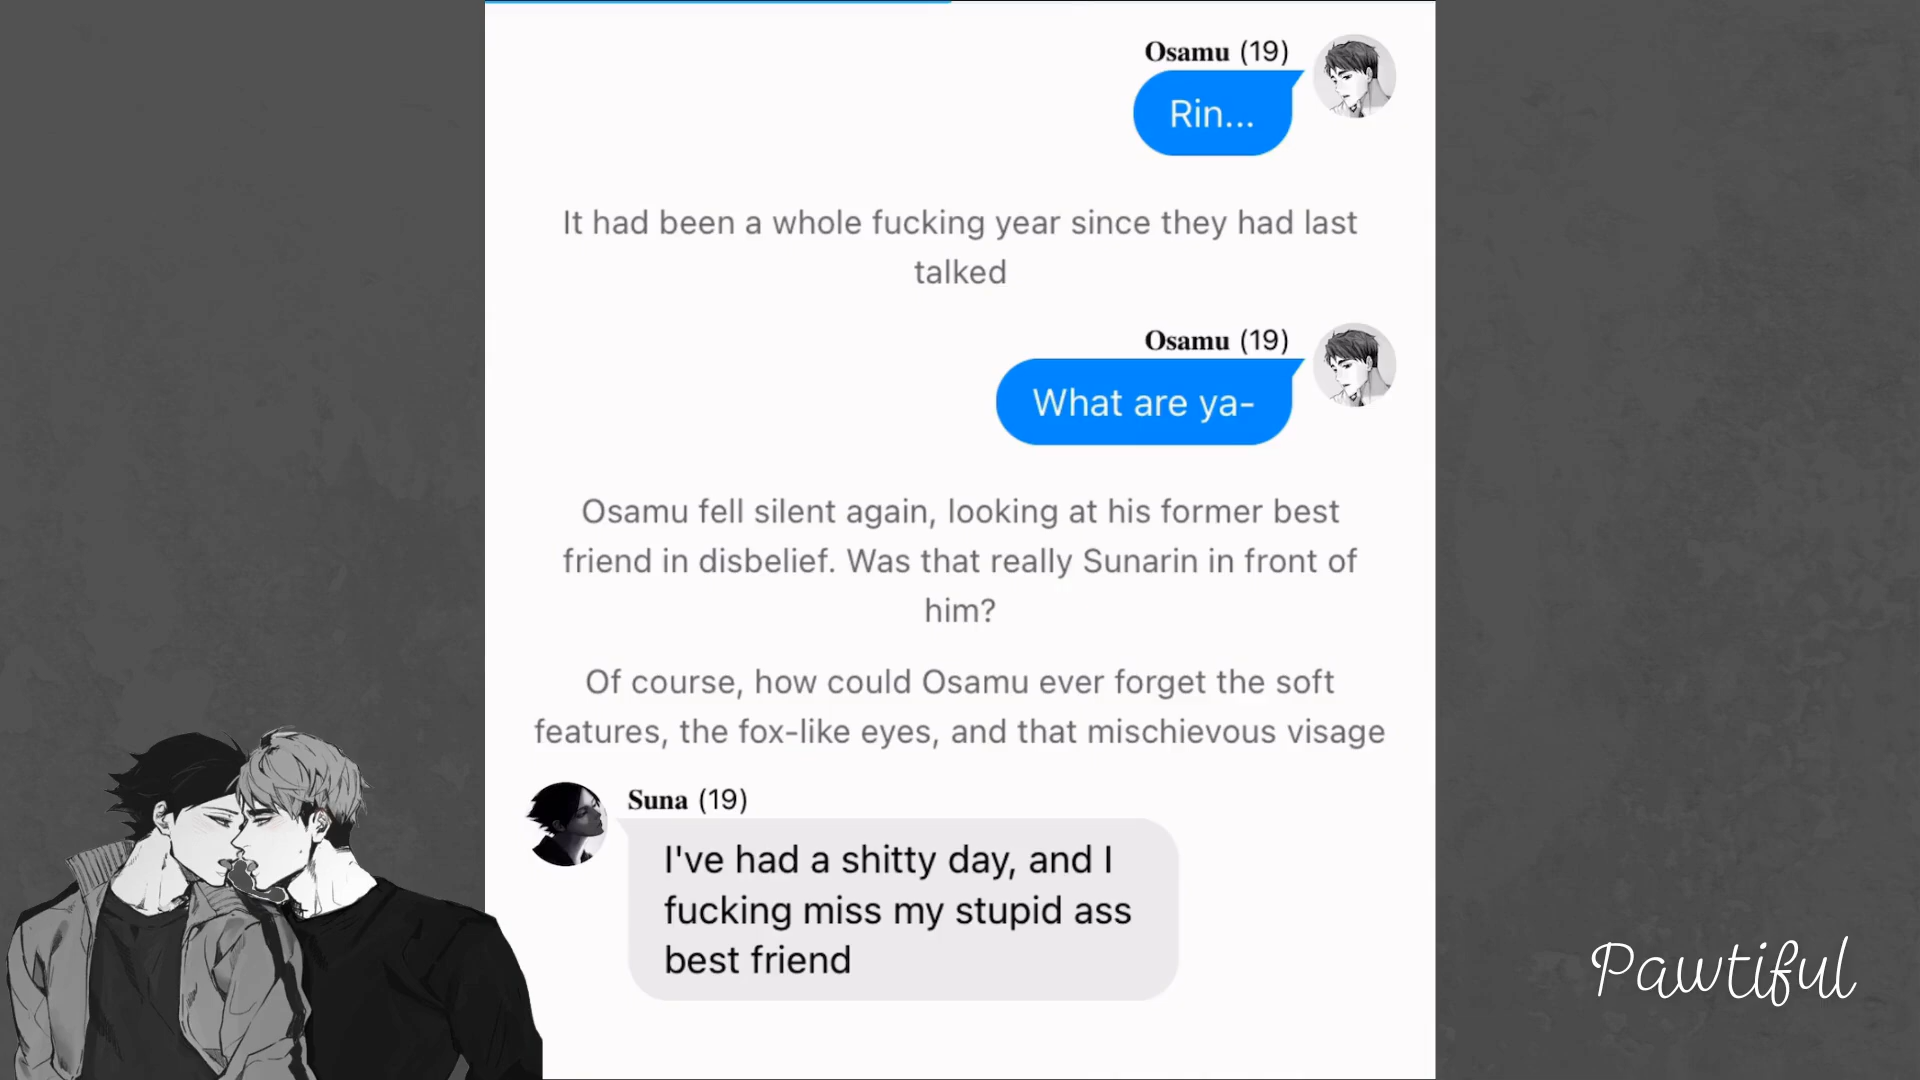 Osamu (19)
Rin...
It had been a whole fucking year since they had last
talked
Osamu (19)
What are ya-
Osamu fell silent again, looking at his former best
friend in disbelief. Was that really Sunarin in front of
him?
Of course, how could Osamu ever forget the soft
features, the fox-like eyes, and that mischievous visage
Suna (19)
I've had a shitty day, and I
fucking miss my stupid ass
best friend
Pawtiful